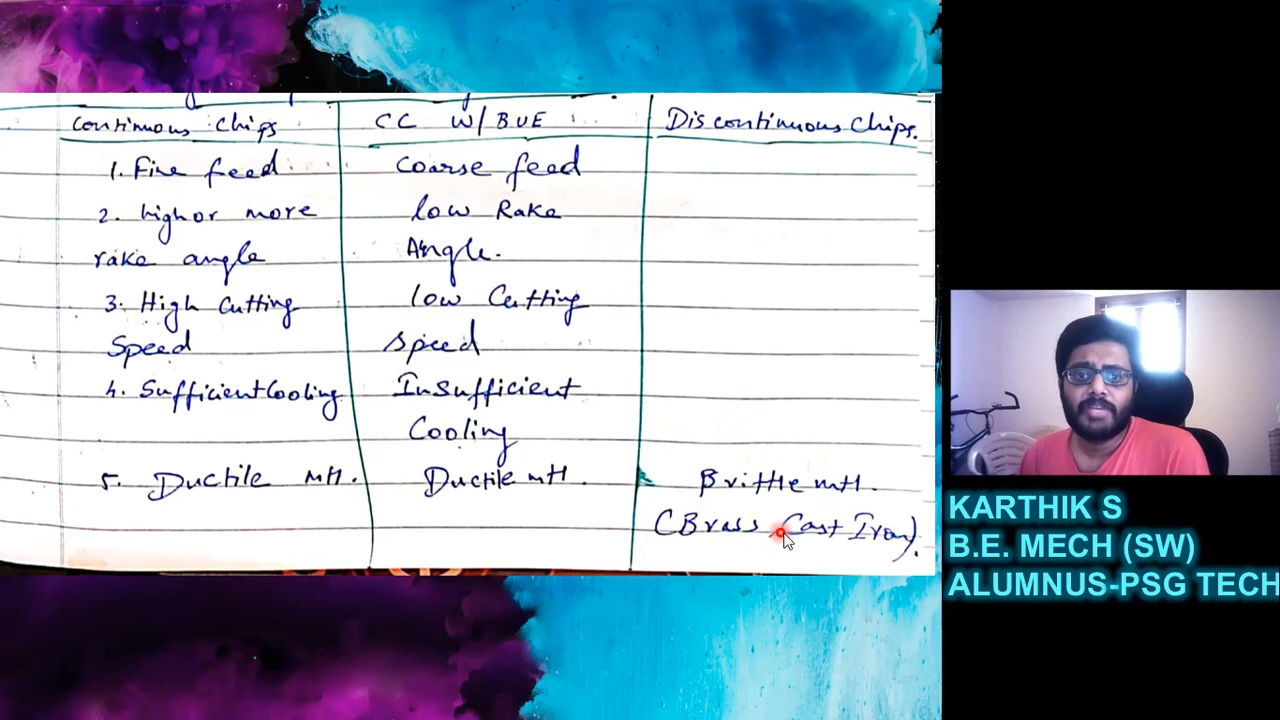 Continuous Chips
CC W/ BUE
Discontinuous Chips.
1. Fine feed
coarse feed
2. higher more
low Rake
rake angle
Angle.
3. High Cutting
low Cutting
Speed
speed
4. Sufficient Cooling
Insufficient
Cooling
5. Ductile mtl.
Ductile mtl.
Brittle mtl.
(Brass, Cast Iron).
KARTHIK S
B.E. MECH (SW)
ALUMNUS-PSG TECH